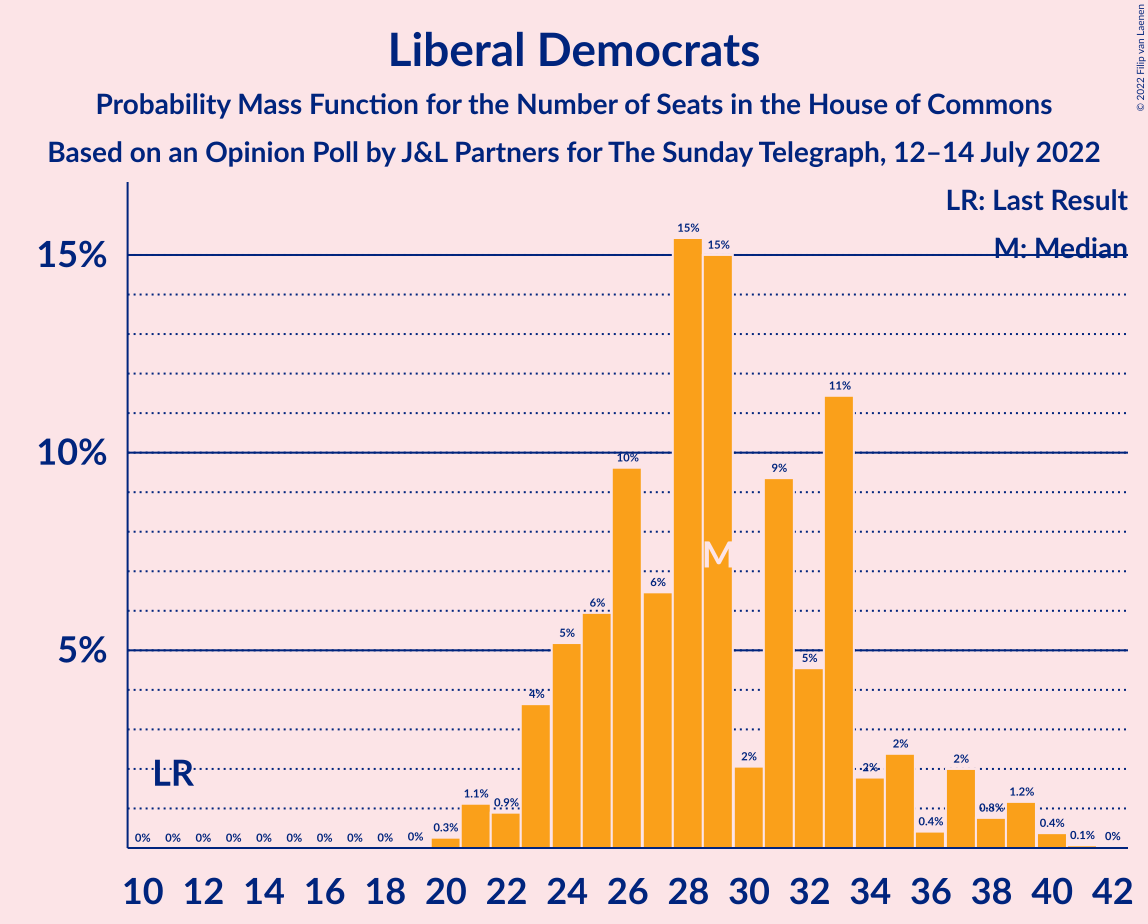 Liberal Democrats
Probability Mass Function for the Number of Seats in the House of Commons
Based on an Opinion Poll by J&L Partners for The Sunday Telegraph, 12–14 July 2022
© 2022 Filip van Laenen
LR: Last Result
M: Median
15%
10%
5%
LR
M
0% 0% 0% 0% 0% 0% 0% 0% 0% 0% 0.3% 1.1% 0.9% 4% 5% 6% 10% 6% 15% 15% 2% 9% 5% 11% 2% 2% 0.4% 2% 0.8% 1.2% 0.4% 0.1% 0%
10 12 14 16 18 20 22 24 26 28 30 32 34 36 38 40 42